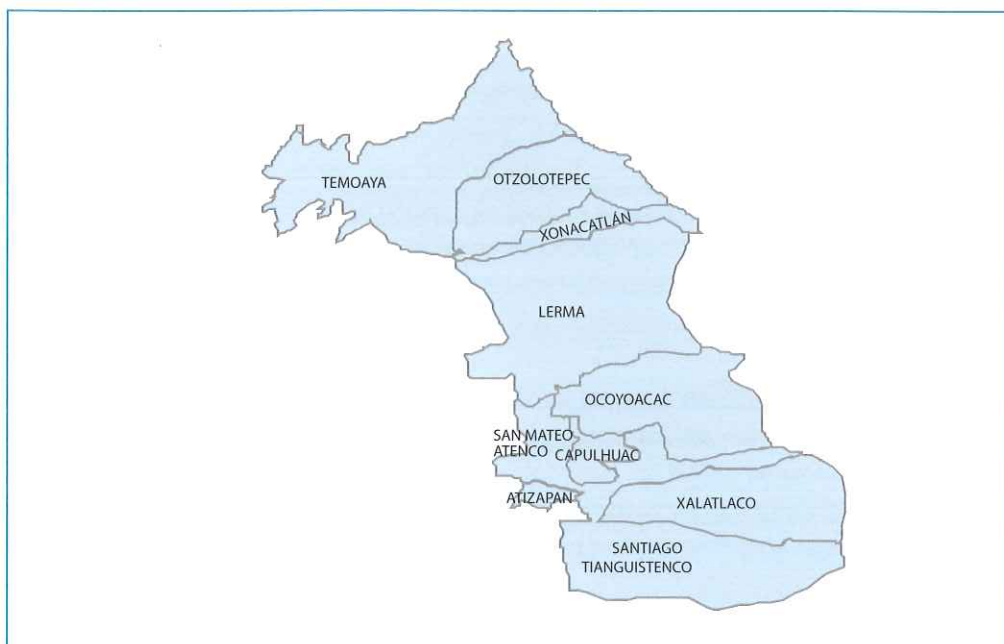 TEMOAYA
OTZOLOTEPEC
XONACATLÁN
LERMA
OCOYOACAC
SAN MATEO
ATENCO
CAPULHUAC
ATIZAPAN
XALATLACO
SANTIAGO
TIANGUISTENCO